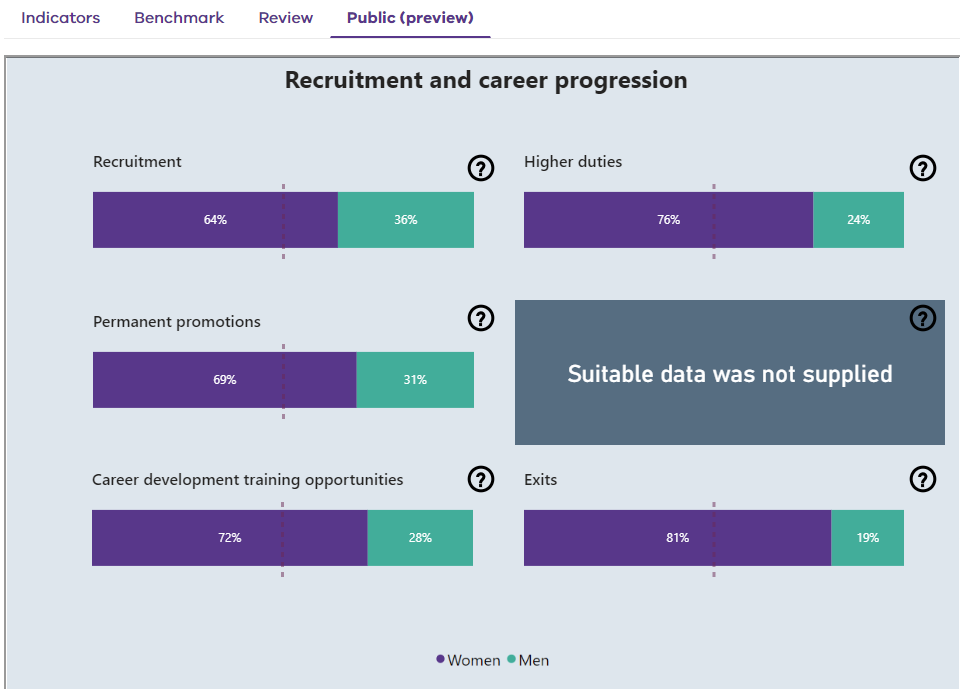 Indicators Benchmark Review Public (preview)
Recruitment and career progression
Recruitment ?
64% 36%
Higher duties ?
76% 24%
Permanent promotions ?
69% 31%
?
Suitable data was not supplied
Career development training opportunities ?
72% 28%
Exits ?
81% 19%
Women Men